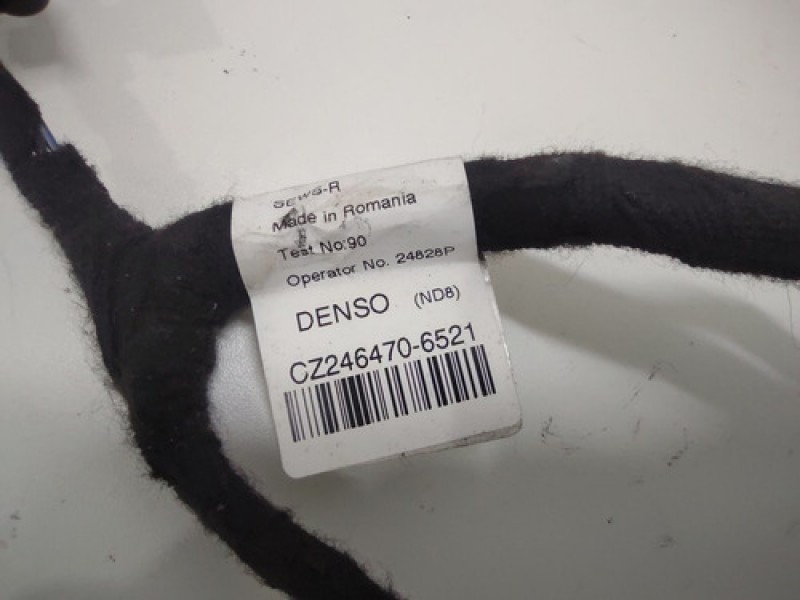 SEWS-R
Made in Romania
Test No:90
Operator No. 24828P
DENSO (ND8)
CZ246470-6521